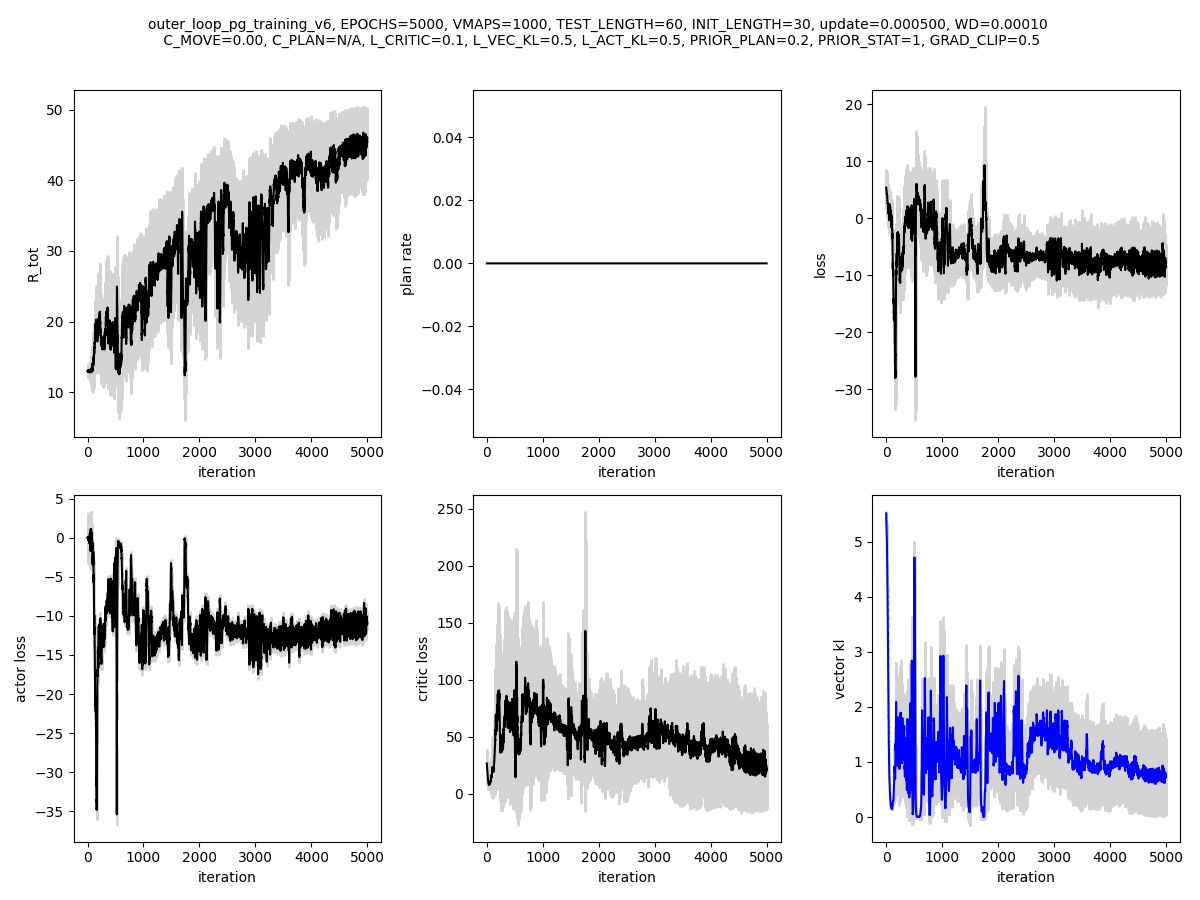 outer_loop_pg_training_v6, EPOCHS=5000, VMAPS=1000, TEST_LENGTH=60, INIT_LENGTH=30, update=0.000500, WD=0.00010
C_MOVE=0.00, C_PLAN=N/A, L_CRITIC=0.1, L_VEC_KL=0.5, L_ACT_KL=0.5, PRIOR_PLAN=0.2, PRIOR_STAT=1, GRAD_CLIP=0.5
R_tot
50
40
30
20
10
0 1000 2000 3000 4000 5000
iteration
plan rate
0.04
0.02
0.00
−0.02
−0.04
0 1000 2000 3000 4000 5000
iteration
loss
20
10
0
−10
−20
−30
0 1000 2000 3000 4000 5000
iteration
actor loss
5
0
−5
−10
−15
−20
−25
−30
−35
0 1000 2000 3000 4000 5000
iteration
critic loss
250
200
150
100
50
0
0 1000 2000 3000 4000 5000
iteration
vector kl
5
4
3
2
1
0
0 1000 2000 3000 4000 5000
iteration